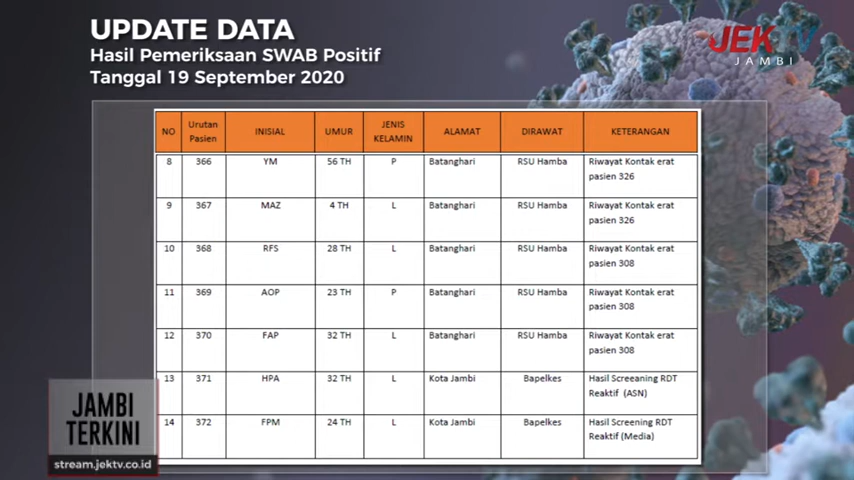 UPDATE DATA
Hasil Pemeriksaan SWAB Positif
Tanggal 19 September 2020
JEKTV
JAMBI
NO Urutan Pasien INISIAL UMUR JENIS KELAMIN ALAMAT DIRAWAT KETERANGAN
8 366 YM 56 TH P Batanghari RSU Hamba Riwayat Kontak erat
pasien 326
9 367 MAZ 4 TH L Batanghari RSU Hamba Riwayat Kontak erat
pasien 326
10 368 RFS 28 TH L Batanghari RSU Hamba Riwayat Kontak erat
pasien 308
11 369 AOP 23 TH P Batanghari RSU Hamba Riwayat Kontak erat
pasien 308
12 370 FAP 32 TH L Batanghari RSU Hamba Riwayat Kontak erat
pasien 308
13 371 HPA 32 TH L Kota Jambi Bapelkes Hasil Screeaning RDT
Reaktif (ASN)
14 372 FPM 24 TH L Kota Jambi Bapelkes Hasil Screening RDT
Reaktif (Media)
JAMBI
TERKINI
stream.jektv.co.id